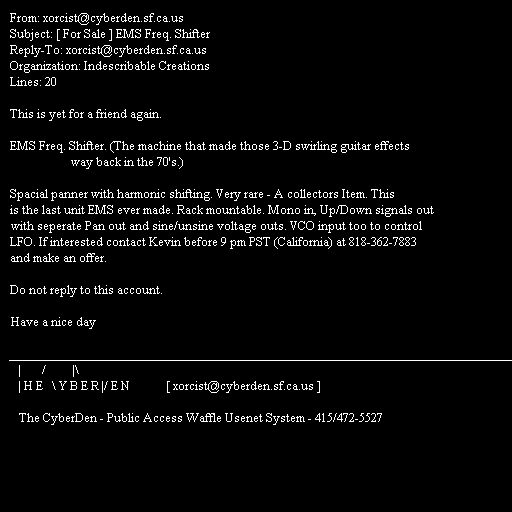 From: xorcist@cyberden.sf.ca.us
Subject: [ For Sale ] EMS Freq. Shifter
Reply-To: xorcist@cyberden.sf.ca.us
Organization: Indescribable Creations
Lines: 20
This is yet for a friend again.
EMS Freq. Shifter. (The machine that made those 3-D swirling guitar effects
way back in the 70's.)
Spacial panner with harmonic shifting. Very rare - A collectors Item. This
is the last unit EMS ever made. Rack mountable. Mono in, Up/Down signals out
with seperate Pan out and sine/unsine voltage outs. VCO input too to control
LFO. If interested contact Kevin before 9 pm PST (California) at 818-362-7883
and make an offer.
Do not reply to this account.
Have a nice day
___________________________________________________________________________
| / |\
| H E \ Y B E R |/ E N [ xorcist@cyberden.sf.ca.us ]
The CyberDen - Public Access Waffle Usenet System - 415/472-5527